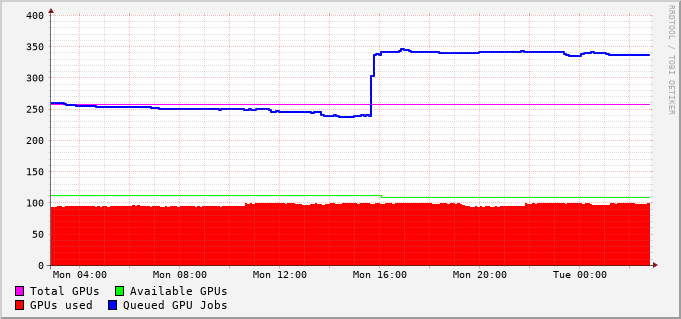 400
350
300
250
200
150
100
50
0
Mon 04:00 Mon 08:00 Mon 12:00 Mon 16:00 Mon 20:00 Tue 00:00
Total GPUs Available GPUs
GPUs used Queued GPU Jobs
RRDTOOL / TOBI OETIKER